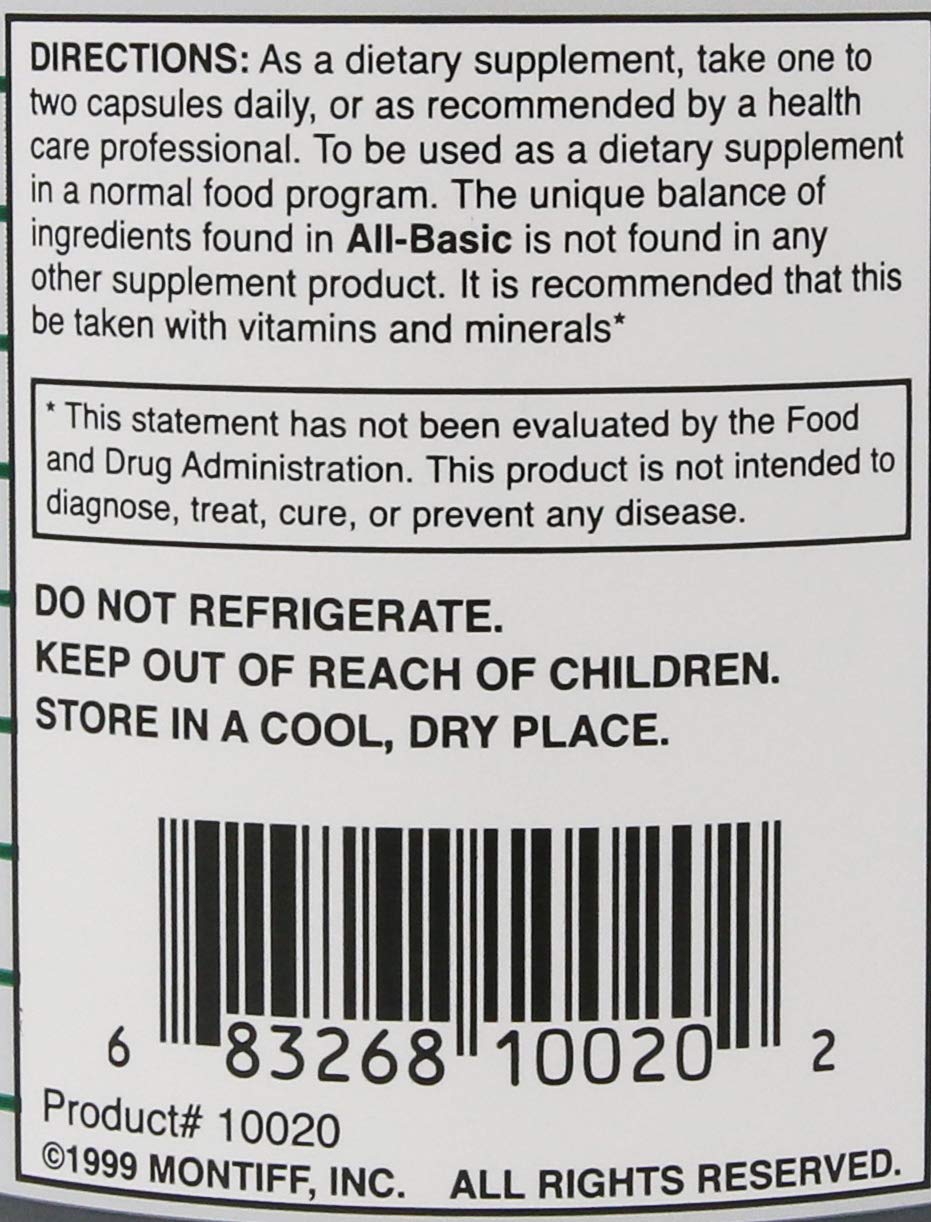 DIRECTIONS: As a dietary supplement, take one to
two capsules daily, or as recommended by a health
care professional. To be used as a dietary supplement
in a normal food program. The unique balance of
ingredients found in All-Basic is not found in any
other supplement product. It is recommended that this
be taken with vitamins and minerals*
* This statement has not been evaluated by the Food
and Drug Administration. This product is not intended to
diagnose, treat, cure, or prevent any disease.
DO NOT REFRIGERATE.
KEEP OUT OF REACH OF CHILDREN.
STORE IN A COOL, DRY PLACE.
6 83268 10020 2
Product# 10020
©1999 MONTIFF, INC. ALL RIGHTS RESERVED.